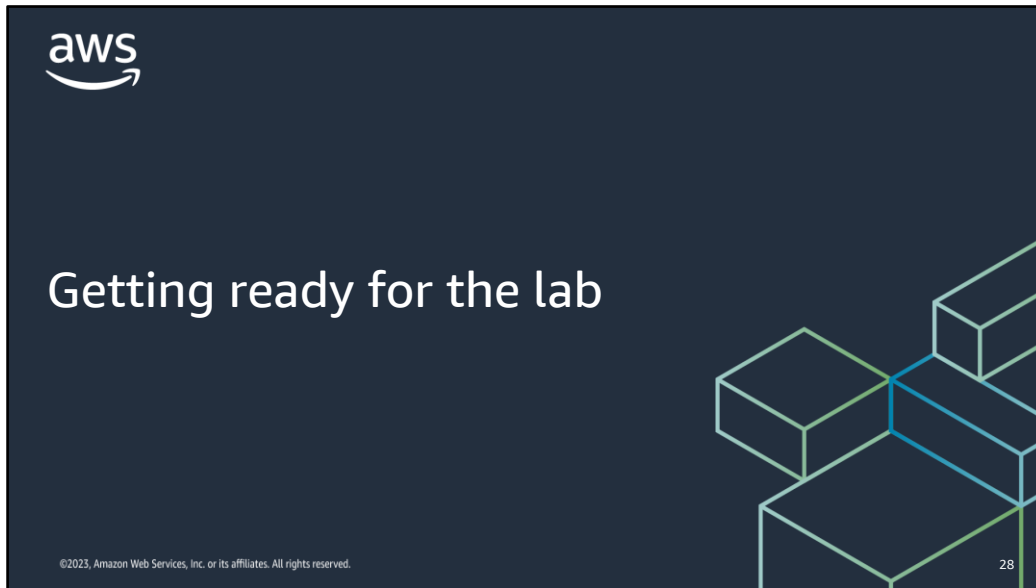 aws
Getting ready for the lab
©2023, Amazon Web Services, Inc. or its affiliates. All rights reserved.
28